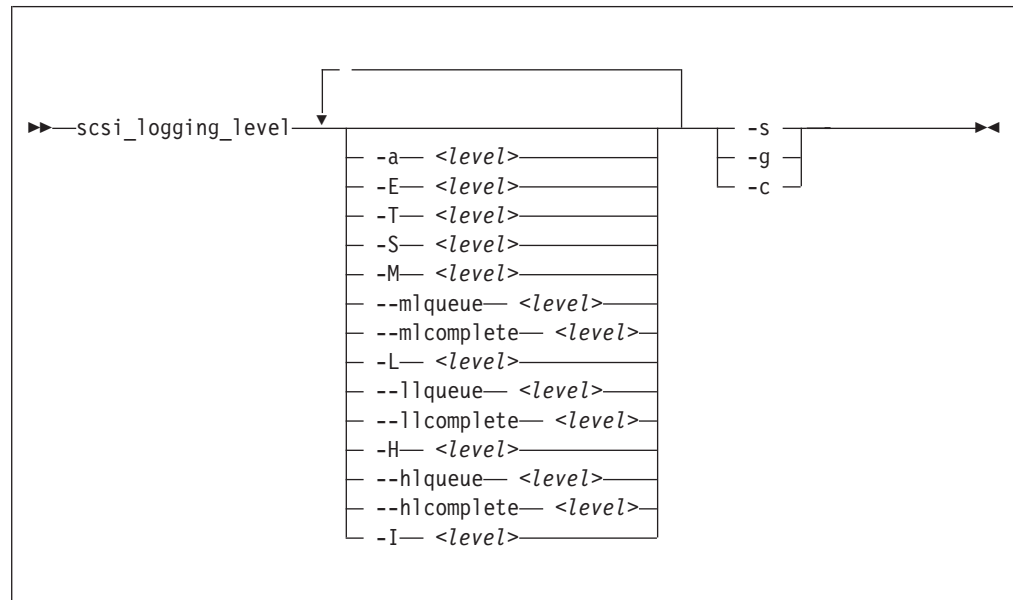 scsi_logging_level -s
-a <level> -g
-E <level> -c
-T <level>
-S <level>
-M <level>
--mlqueue <level>
--mlcomplete <level>
-L <level>
--llqueue <level>
--llcomplete <level>
-H <level>
--hlqueue <level>
--hlcomplete <level>
-I <level>